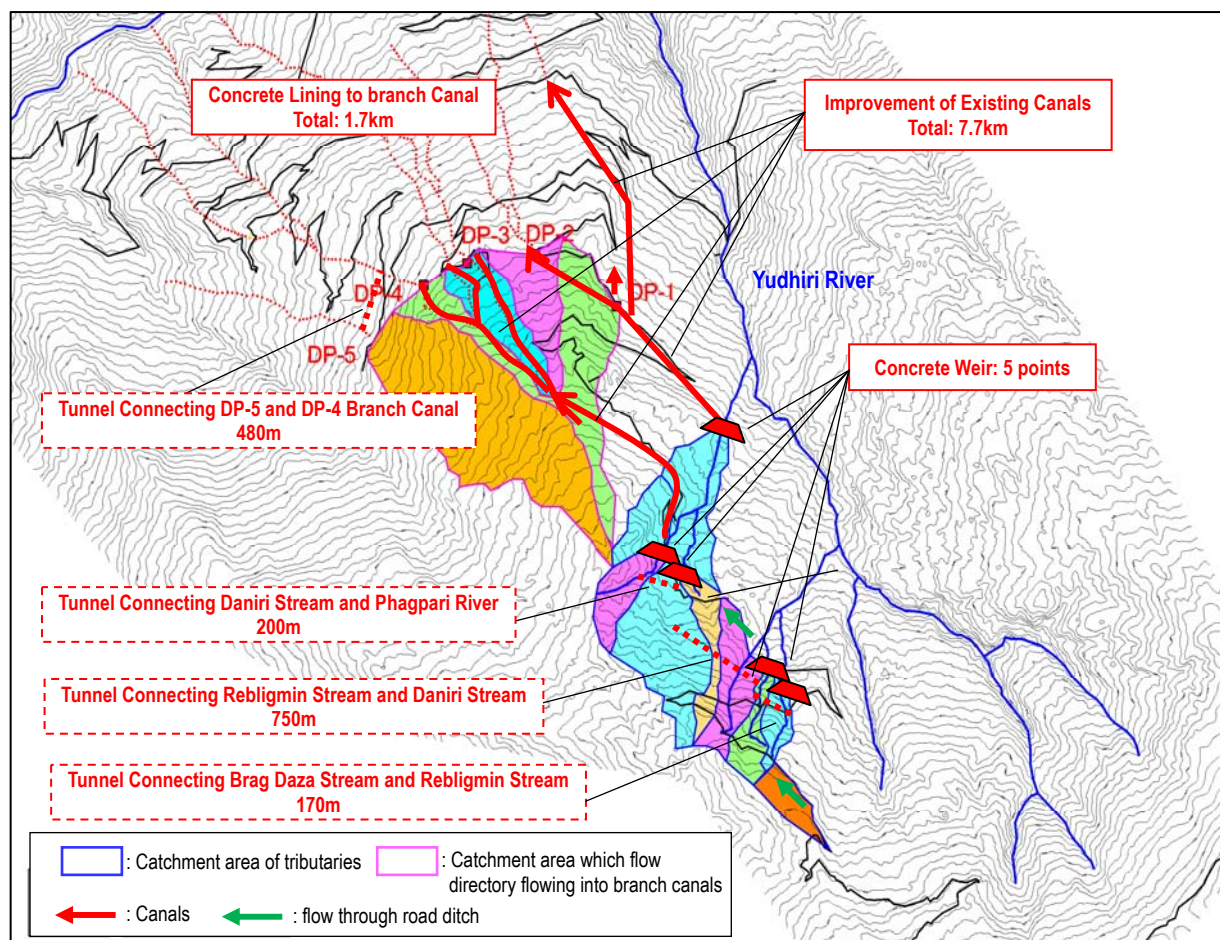 Concrete Lining to branch Canal
Total: 1.7km
Improvement of Existing Canals
Total: 7.7km
DP-3
DP-2
Yudhiri River
DP-4
DP-1
DP-5
Concrete Weir: 5 points
Tunnel Connecting DP-5 and DP-4 Branch Canal
480m
Tunnel Connecting Daniri Stream and Phagpari River
200m
Tunnel Connecting Rebligmin Stream and Daniri Stream
750m
Tunnel Connecting Brag Daza Stream and Rebligmin Stream
170m
: Catchment area of tributaries
: Catchment area which flow
directory flowing into branch canals
: Canals
: flow through road ditch